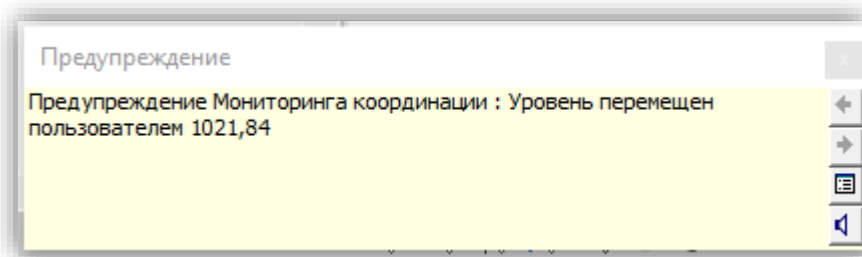 Предупреждение
Предупреждение Мониторинга координации : Уровень перемещен
пользователем 1021,84